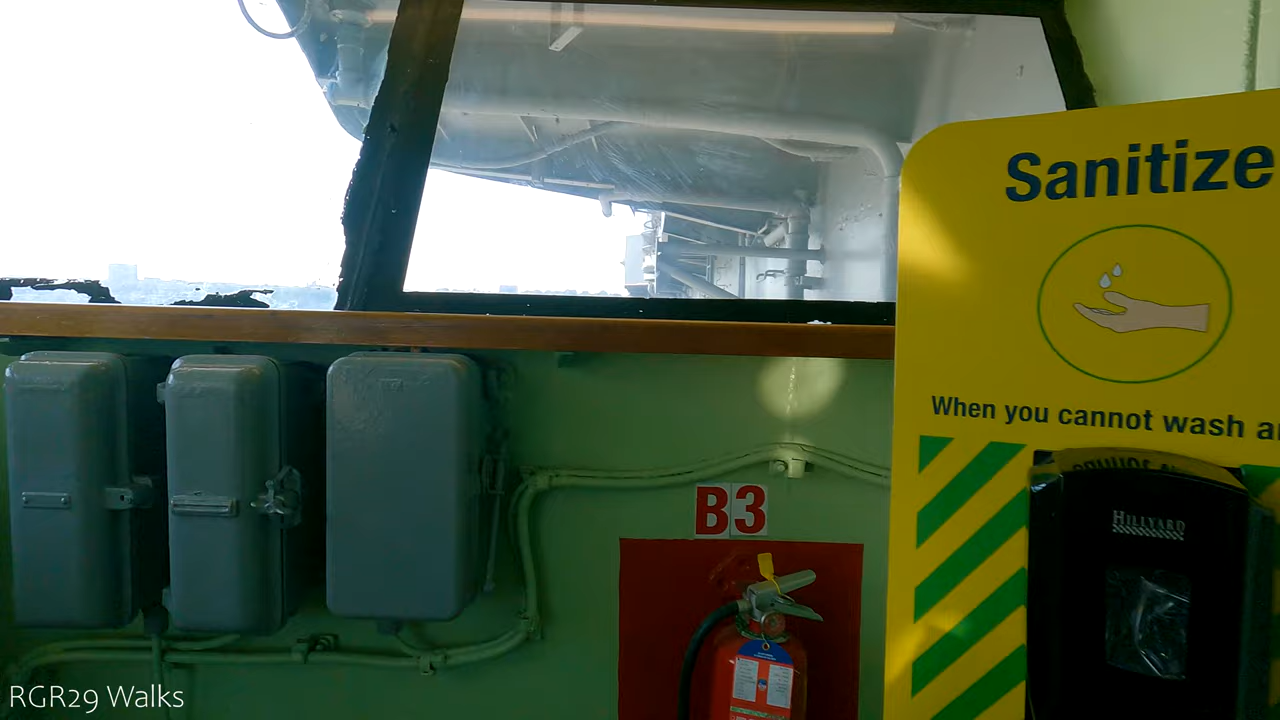 Sanitize
When you cannot wash
B3
HILLYARD
RGR29 Walks